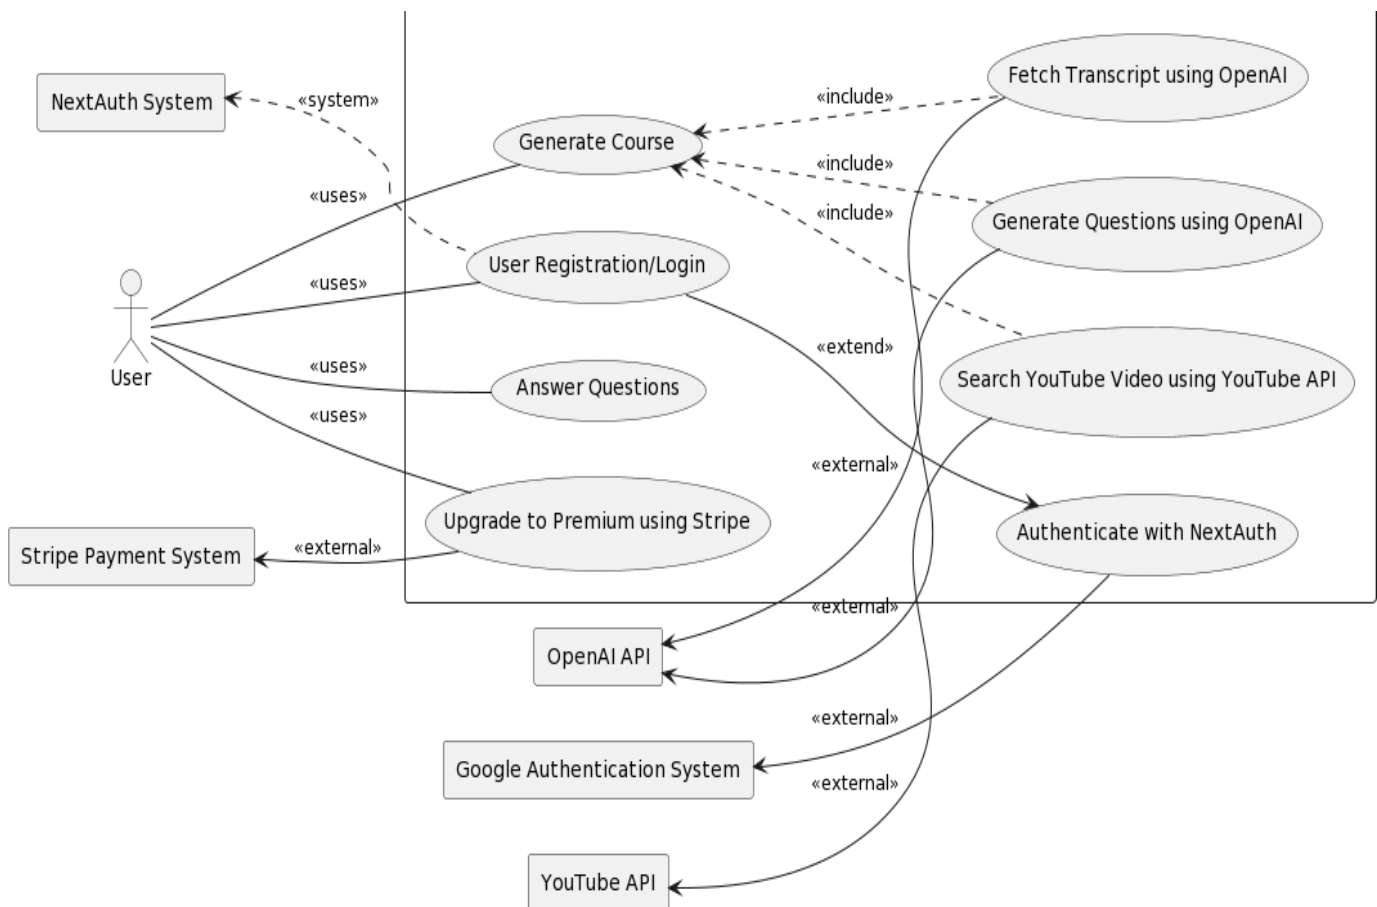 Fetch Transcript using OpenAI
NextAuth System
«system»
«include»
Generate Course
«include»
«uses»
«include»
Generate Questions using OpenAI
User Registration/Login
«uses»
«extend»
User
«uses»
Answer Questions
Search YouTube Video using YouTube API
«uses»
«external»
Upgrade to Premium using Stripe
Authenticate with NextAuth
Stripe Payment System
«external»
«external»
OpenAI API
«external»
Google Authentication System
«external»
YouTube API